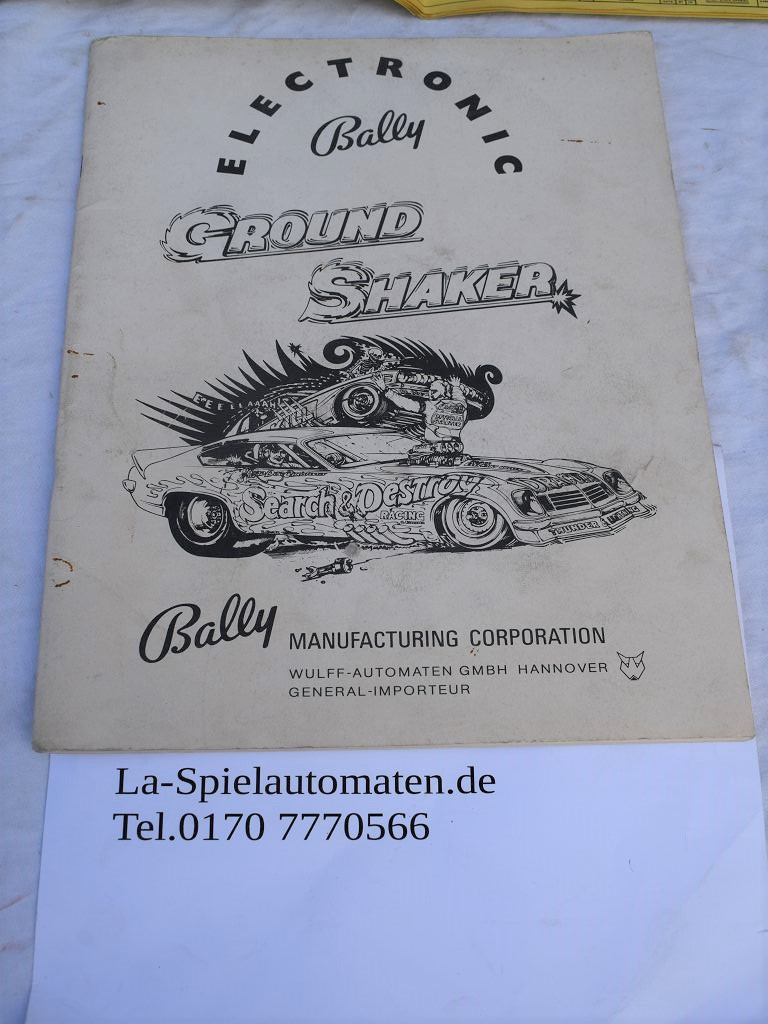 ELECTRONIC
Bally
GROUND
SHAKER
Search & Destroy
RACING
THUNDER
Bally MANUFACTURING CORPORATION
WULFF-AUTOMATEN GMBH HANNOVER
GENERAL-IMPORTEUR
La-Spielautomaten.de
Tel.0170 7770566